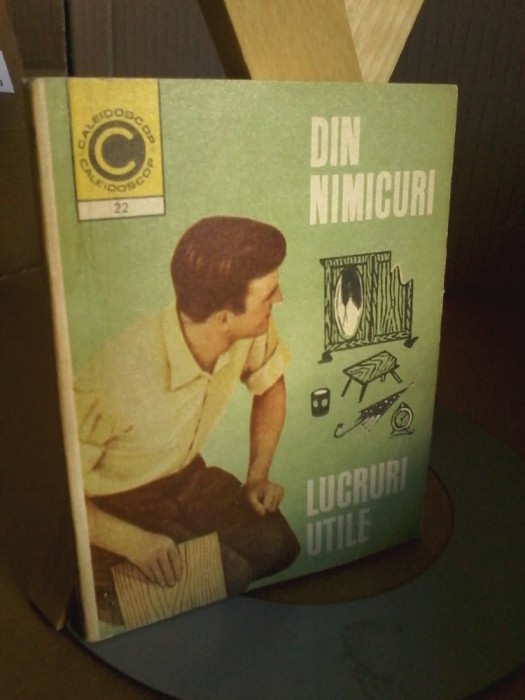 CALEIDOSCOP
C
CALEIDOSCOP
22
DIN
NIMICURI
LUCRURI
UTILE